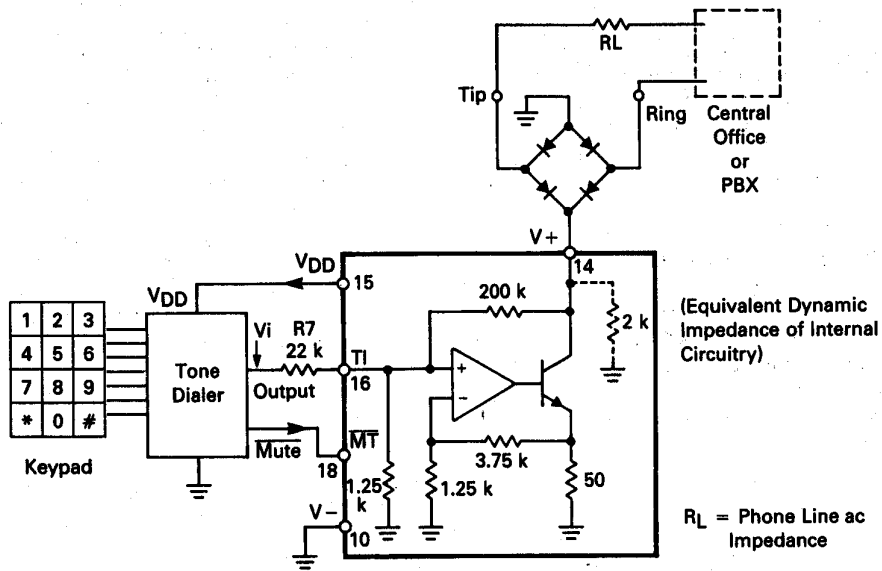 RL
Tip
Ring
Central
Office
or
PBX
V+
14
VDD
15
VDD
200 k
2 k
(Equivalent Dynamic
Impedance of Internal
Circuitry)
1 2 3
4 5 6
7 8 9
* 0 #
Keypad
Tone
Dialer
Vi
R7
22 k
Output
TI
16
+
−
Mute
MT
18
3.75 k
1.25
k
1.25 k
50
V−
10
RL = Phone Line ac
Impedance